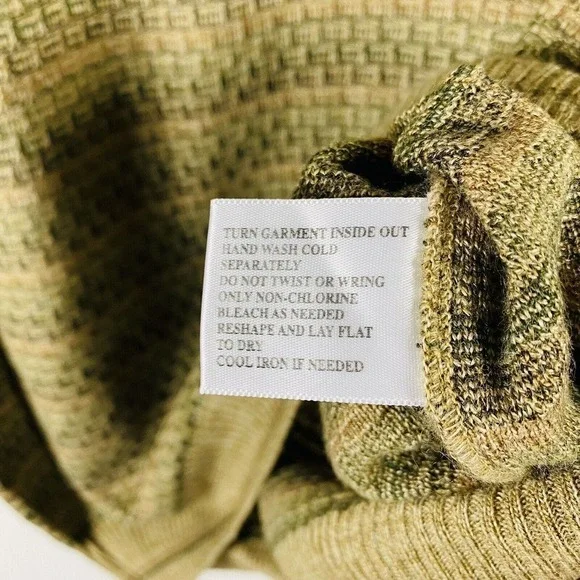 TURN GARMENT INSIDE OUT
HAND WASH COLD
SEPARATELY
DO NOT TWIST OR WRING
ONLY NON-CHLORINE
BLEACH AS NEEDED
RESHAPE AND LAY FLAT
TO DRY
COOL IRON IF NEEDED